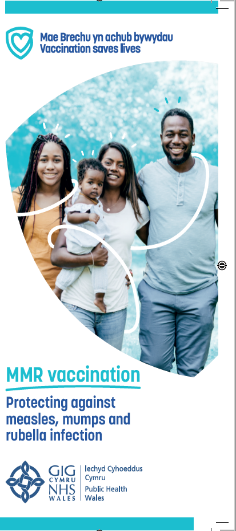 Mae Brechu yn achub bywydau
Vaccination saves lives
MMR vaccination
Protecting against
measles, mumps and
rubella infection
GIG
CYMRU
NHS
WALES
Iechyd Cyhoeddus
Cymru
Public Health
Wales